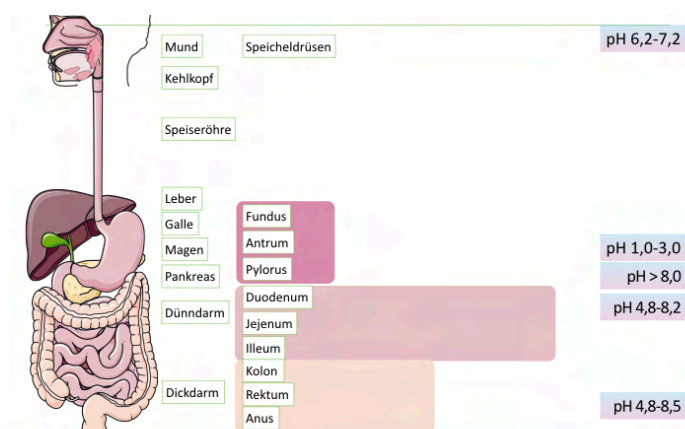 Mund
Speicheldrüsen
pH 6,2-7,2
Kehlkopf
Speiseröhre
Leber
Galle
Fundus
Magen
Antrum
pH 1,0-3,0
Pankreas
Pylorus
pH > 8,0
Dünndarm
Duodenum
pH 4,8-8,2
Jejenum
Illeum
Kolon
Dickdarm
Rektum
pH 4,8-8,5
Anus